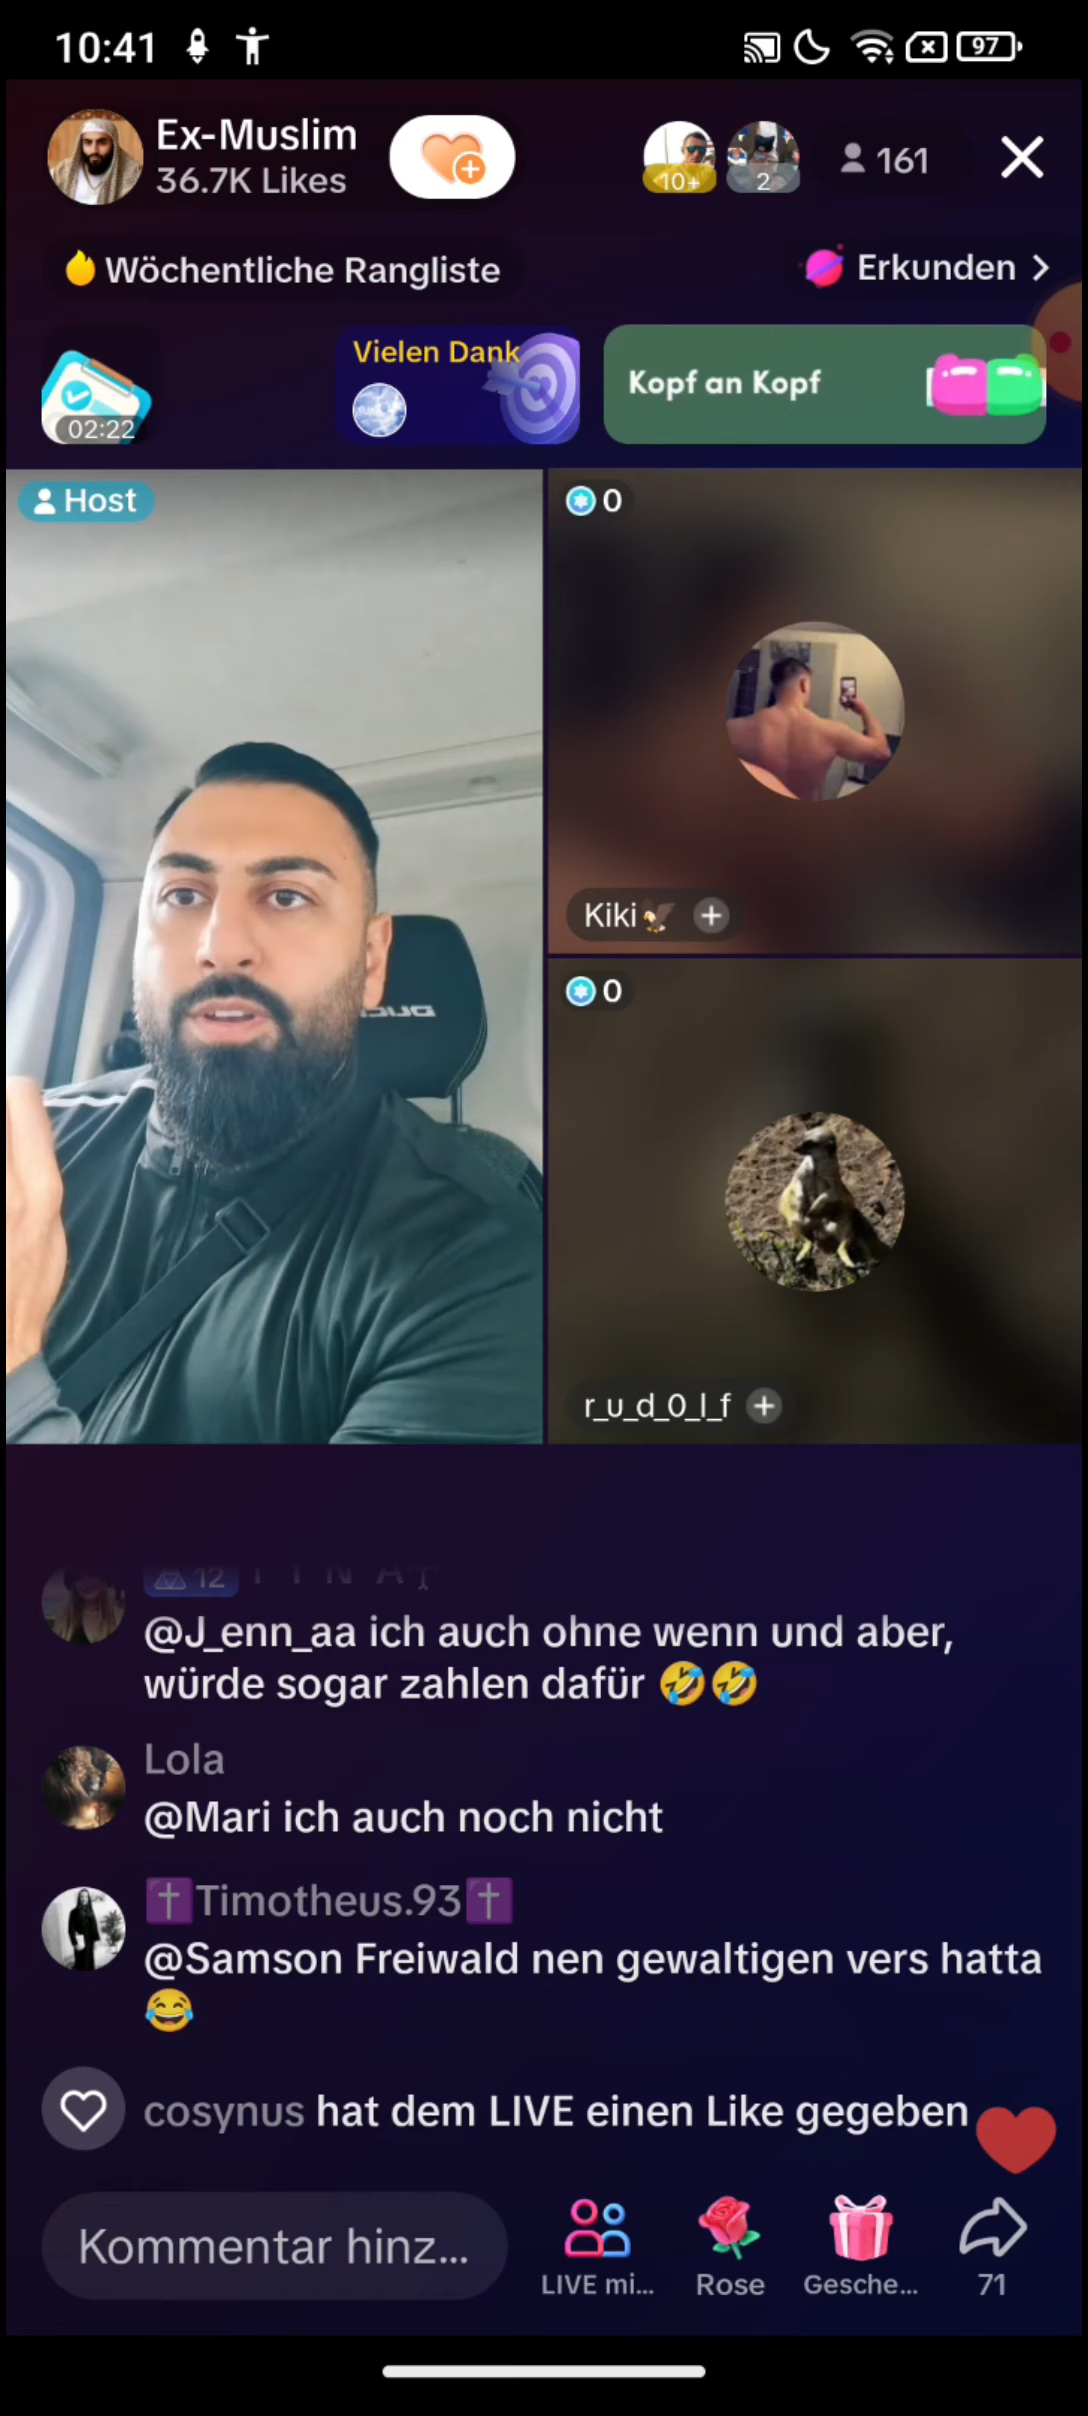 10:41
97
Ex-Muslim
36.7K Likes
10+
2
161
Wöchentliche Rangliste
Erkunden
02:22
Vielen Dank
Kopf an Kopf
Host
0
Kiki
0
r_u_d_0_l_f
12
@J_enn_aa ich auch ohne wenn und aber,
würde sogar zahlen dafür 🤣🤣
Lola
@Mari ich auch noch nicht
✝️Timotheus.93✝️
@Samson Freiwald nen gewaltigen vers hatta
😂
cosynus hat dem LIVE einen Like gegeben
Kommentar hinz...
LIVE mi...
Rose
Gesche...
71